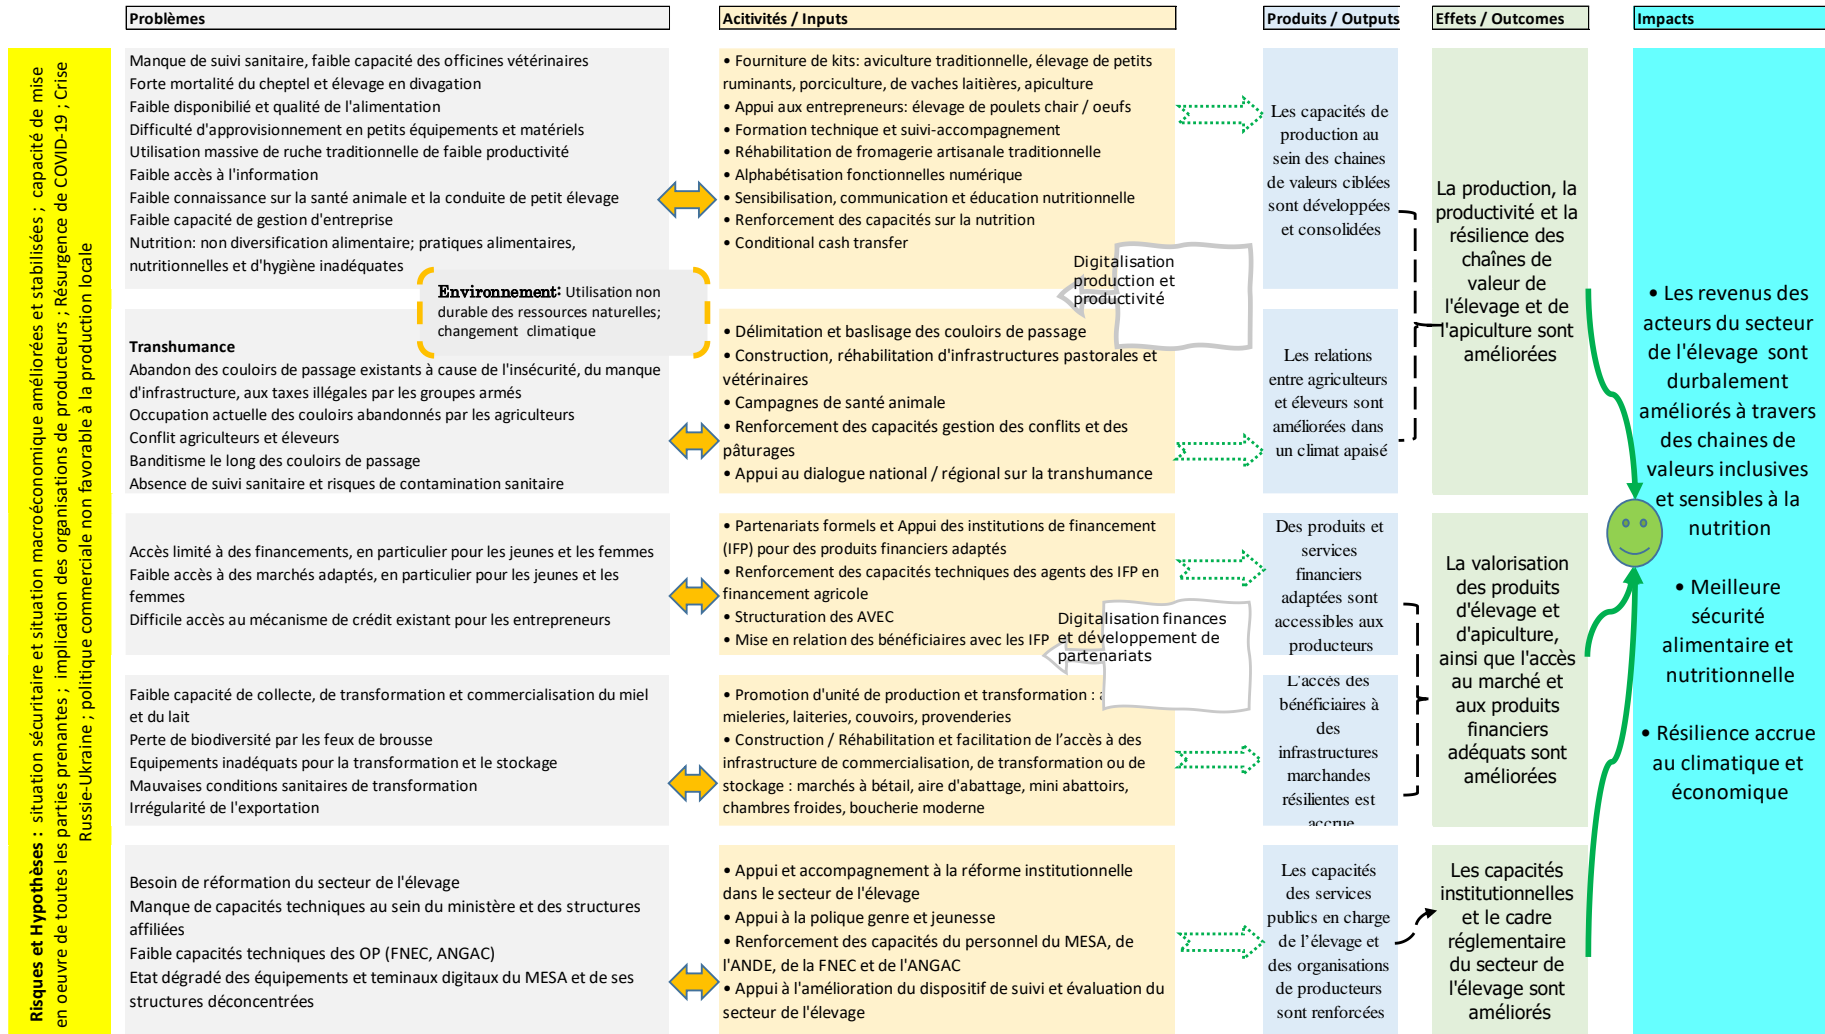 Problèmes
Acitivités / Inputs
Produits / Outputs
Effets / Outcomes
Impacts
Risques et Hypothèses : situation sécuritaire et situation macroéconomique améliorées et stabilisées ; capacité de mise
en oeuvre de toutes les parties prenantes ; implication des organisations de producteurs ; Résurgence de COVID-19 ; Crise
Russie-Ukraine ; politique commerciale non favorable à la production locale
Manque de suivi sanitaire, faible capacité des officines vétérinaires
Forte mortalité du cheptel et élevage en divagation
Faible disponibilié et qualité de l'alimentation
Difficulté d'approvisionnement en petits équipements et matériels
Utilisation massive de ruche traditionnelle de faible productivité
Faible accès à l'information
Faible connaissance sur la santé animale et la conduite de petit élevage
Faible capacité de gestion d'entreprise
Nutrition: non diversification alimentaire; pratiques alimentaires,
nutritionnelles et d'hygiène inadéquates
Environnement: Utilisation non
durable des ressources naturelles;
changement climatique
Transhumance
Abandon des couloirs de passage existants à cause de l'insécurité, du manque
d'infrastructure, aux taxes illégales par les groupes armés
Occupation actuelle des couloirs abandonnés par les agriculteurs
Conflit agriculteurs et éleveurs
Banditisme le long des couloirs de passage
Absence de suivi sanitaire et risques de contamination sanitaire
Accès limité à des financements, en particulier pour les jeunes et les femmes
Faible accès à des marchés adaptés, en particulier pour les jeunes et les
femmes
Difficile accès au mécanisme de crédit existant pour les entrepreneurs
Faible capacité de collecte, de transformation et commercialisation du miel
et du lait
Perte de biodiversité par les feux de brousse
Equipements inadéquats pour la transformation et le stockage
Mauvaises conditions sanitaires de transformation
Irrégularité de l'exportation
Besoin de réformation du secteur de l'élevage
Manque de capacités techniques au sein du ministère et des structures
affiliées
Faible capacités techniques des OP (FNEC, ANGAC)
Etat dégradé des équipements et teminaux digitaux du MESA et de ses
structures déconcentrées
• Fourniture de kits: aviculture traditionnelle, élevage de petits
ruminants, porciculture, de vaches laitières, apiculture
• Appui aux entrepreneurs: élevage de poulets chair / oeufs
• Formation technique et suivi-accompagnement
• Réhabilitation de fromagerie artisanale traditionnelle
• Alphabétisation fonctionnelles numérique
• Sensibilisation, communication et éducation nutritionnelle
• Renforcement des capacités sur la nutrition
• Conditional cash transfer
Digitalisation
production et
productivité
• Délimitation et baslisage des couloirs de passage
• Construction, réhabilitation d'infrastructures pastorales et
vétérinaires
• Campagnes de santé animale
• Renforcement des capacités gestion des conflits et des
pâturages
• Appui au dialogue national / régional sur la transhumance
• Partenariats formels et Appui des institutions de financement
(IFP) pour des produits financiers adaptés
• Renforcement des capacités techniques des agents des IFP en
financement agricole
• Structuration des AVEC
• Mise en relation des bénéficiaires avec les IFP
Digitalisation finances
et développement de
partenariats
• Promotion d'unité de production et transformation :
mieleries, laiteries, couvoirs, provenderies
• Construction / Réhabilitation et facilitation de l’accès à des
infrastructure de commercialisation, de transformation ou de
stockage : marchés à bétail, aire d'abattage, mini abattoirs,
chambres froides, boucherie moderne
• Appui et accompagnement à la réforme institutionnelle
dans le secteur de l'élevage
• Appui à la polique genre et jeunesse
• Renforcement des capacités du personnel du MESA, de
l'ANDE, de la FNEC et de l'ANGAC
• Appui à l'amélioration du dispositif de suivi et évaluation du
secteur de l'élevage
Les capacités de
production au
sein des chaines
de valeurs ciblées
sont développées
et consolidées
Les relations
entre agriculteurs
et éleveurs sont
améliorées dans
un climat apaisé
Des produits et
services
financiers
adaptées sont
accessibles aux
producteurs
L'accès des
bénéficiaires à
des
infrastructures
marchandes
résilientes est
accrue
Les capacités
des services
publics en charge
de l’élevage et
des organisations
de producteurs
sont renforcées
La production, la
productivité et la
résilience des
chaînes de
valeur de
l'élevage et de
l'apiculture sont
améliorées
La valorisation
des produits
d'élevage et
d'apiculture,
ainsi que l'accès
au marché et
aux produits
financiers
adéquats sont
améliorées
Les capacités
institutionnelles
et le cadre
réglementaire
du secteur de
l'élevage sont
améliorés
• Les revenus des
acteurs du secteur
de l'élevage sont
durbalement
améliorés à travers
des chaines de
valeurs inclusives
et sensibles à la
nutrition
• Meilleure
sécurité
alimentaire et
nutritionnelle
• Résilience accrue
au climatique et
économique